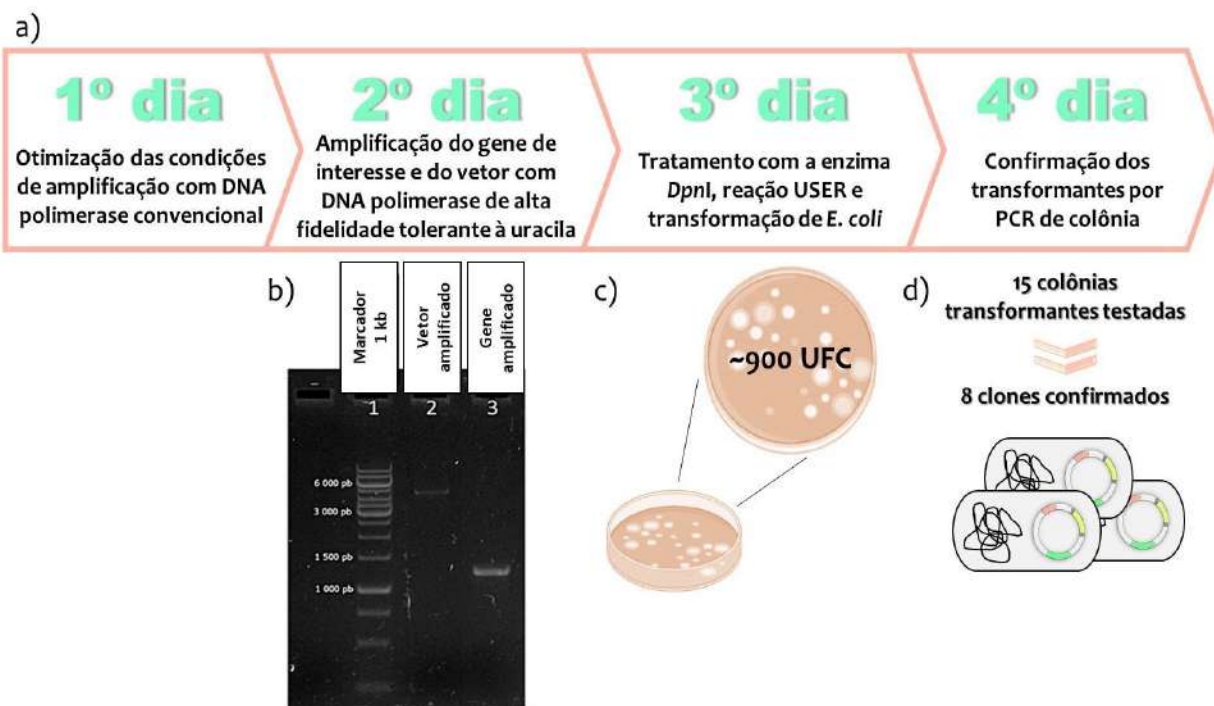 a)
1º dia
Otimização das condições
de amplificação com DNA
polimerase convencional
2º dia
Amplificação do gene de
interesse e do vetor com
DNA polimerase de alta
fidelidade tolerante à uracila
3º dia
Tratamento com a enzima
DpnI, reação USER e
transformação de E. coli
4º dia
Confirmação dos
transformantes por
PCR de colônia
b)
Marcador
1 kb
Vetor
amplificado
Gene
amplificado
–
1
2
3
6 000 pb
3 000 pb
1 500 pb
1 000 pb
c)
~900 UFC
d)
15 colônias
transformantes testadas
8 clones confirmados